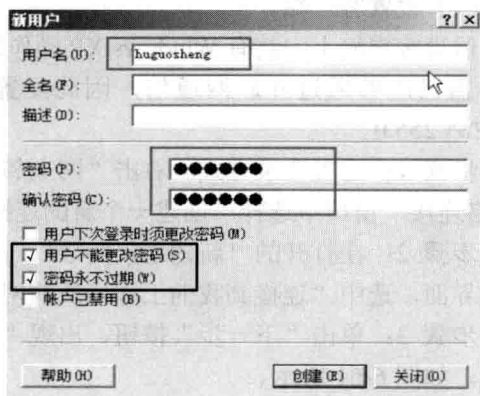 新用户
用户名(U): huguosheng
全名(F):
描述(D):
密码(P): ●●●●●●
确认密码(C): ●●●●●●
用户下次登录时须更改密码(M)
用户不能更改密码(S)
密码永不过期(W)
帐户已禁用(B)
帮助(H) 创建(E) 关闭(O)